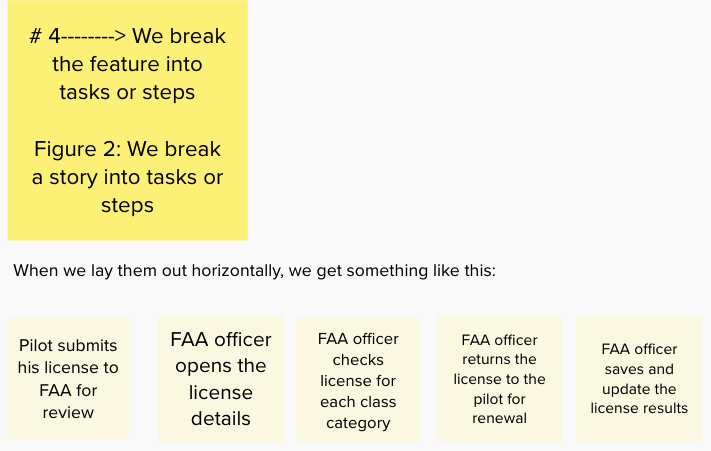 # 4--------> We break
the feature into
tasks or steps
Figure 2: We break
a story into tasks or
steps
When we lay them out horizontally, we get something like this:
Pilot submits
his license to
FAA for
review
FAA officer
opens the
license
details
FAA officer
checks
license for
each class
category
FAA officer
returns the
license to the
pilot for
renewal
FAA officer
saves and
update the
license results